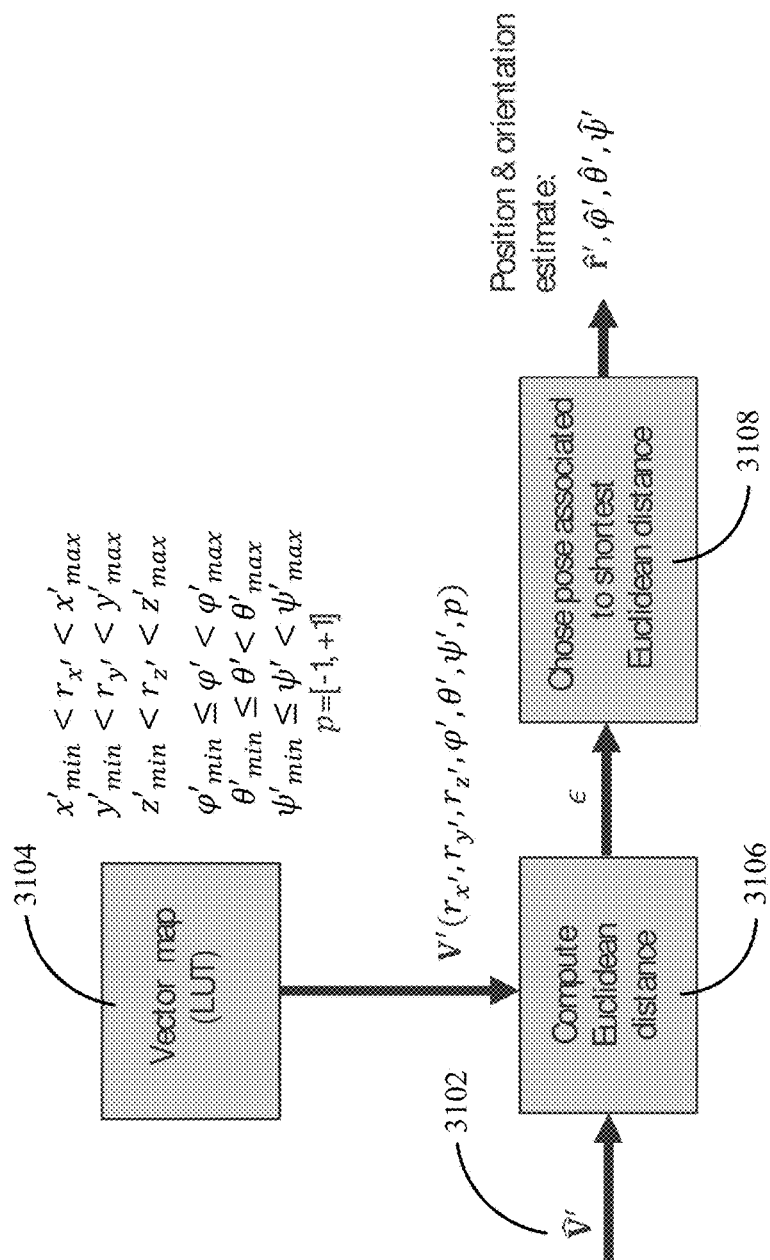 3104
Vector map
(LUT)
x'min < rx' < x'max
y'min < ry' < y'max
z'min < rz' < z'max
φ'min ≤ φ' < φ'max
θ'min ≤ θ' < θ'max
ψ'min ≤ ψ' < ψ'max
p=[-1, +1]
3102
V̂'
V'(rx', ry', rz', φ', θ', ψ', p)
Compute
Euclidean
distance
3106
ϵ
Chose pose associated
to shortest
Euclidean distance
3108
Position & orientation
estimate:
r̂', φ̂', θ̂', ψ̂'